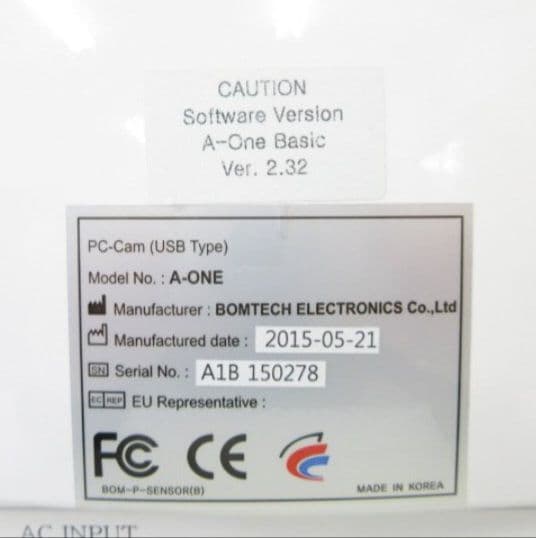 CAUTION
Software Version
A-One Basic
Ver. 2.32
PC-Cam (USB Type)
Model No. : A-ONE
Manufacturer : BOMTECH ELECTRONICS Co.,Ltd
Manufactured date : 2015-05-21
SN Serial No. : A1B 150278
EC REP EU Representative :
FC CE
BOM-P-SENSOR(B) MADE IN KOREA
AC INPUT